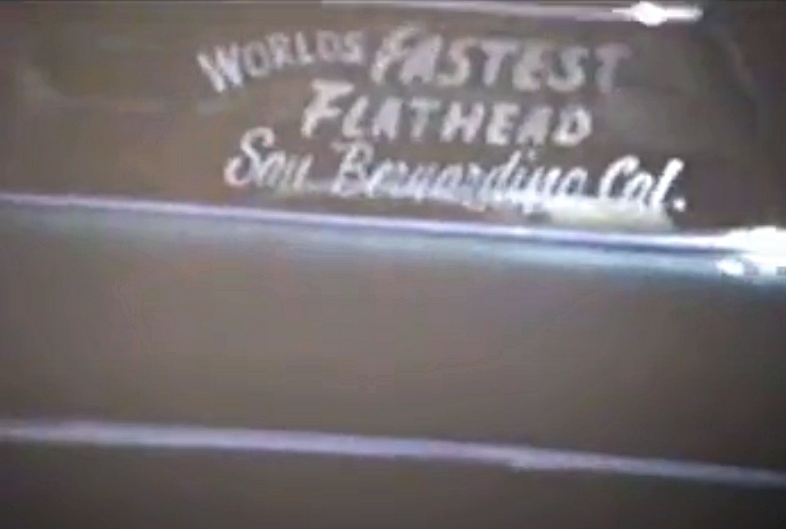 WORLDS FASTEST
FLATHEAD
San Bernardino Cal.